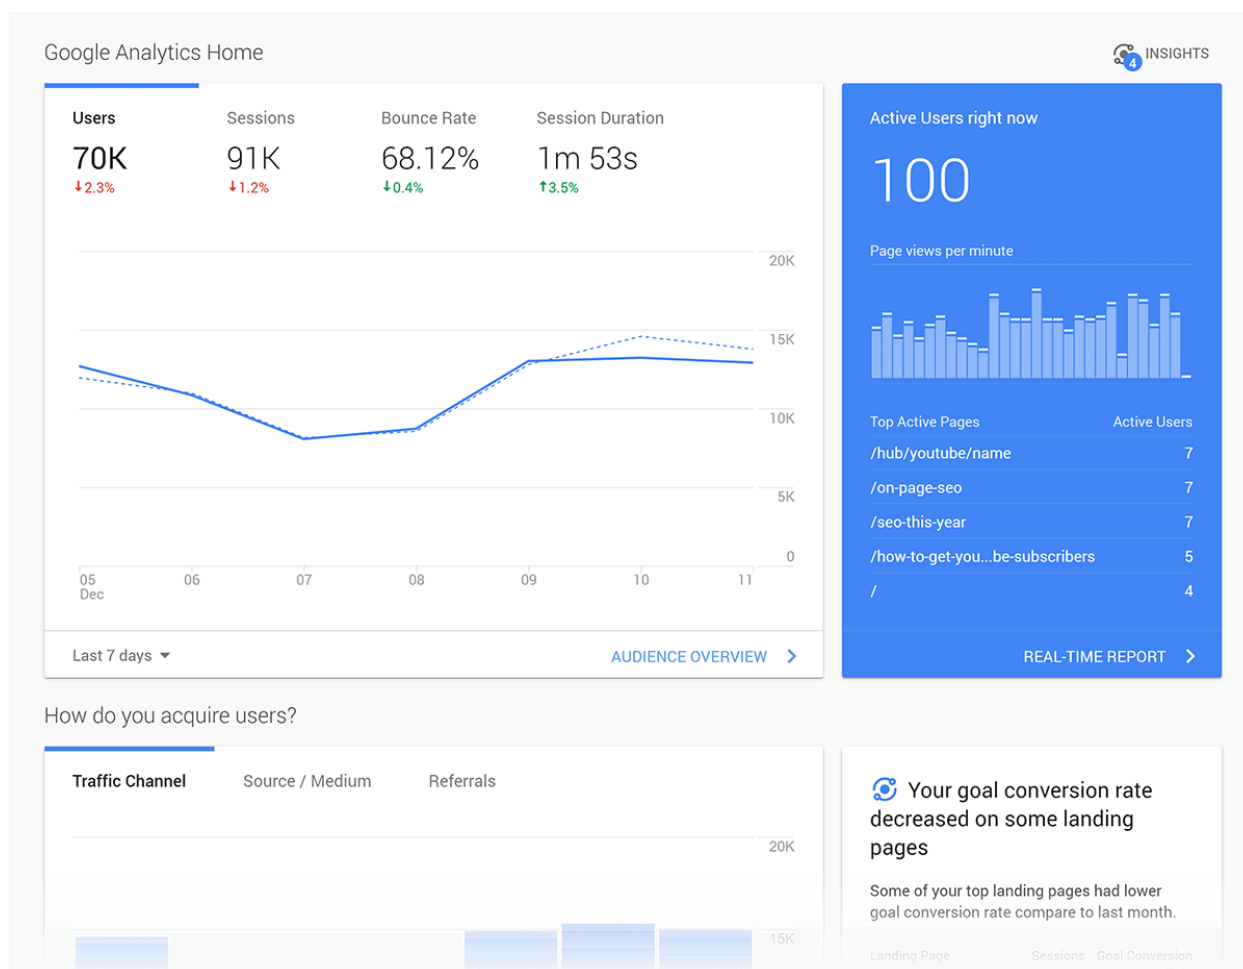 Google Analytics Home
4 INSIGHTS
Users
70K
↓2.3%
Sessions
91K
↓1.2%
Bounce Rate
68.12%
↓0.4%
Session Duration
1m 53s
↑3.5%
20K
15K
10K
5K
0
05 06 07 08 09 10 11
Dec
Last 7 days
AUDIENCE OVERVIEW
Active Users right now
100
Page views per minute
Top Active Pages Active Users
/hub/youtube/name 7
/on-page-seo 7
/seo-this-year 7
/how-to-get-you...be-subscribers 5
/ 4
REAL-TIME REPORT
How do you acquire users?
Traffic Channel Source / Medium Referrals
20K
15K
Your goal conversion rate
decreased on some landing
pages
Some of your top landing pages had lower
goal conversion rate compare to last month.
Landing Page Sessions Goal Conversion